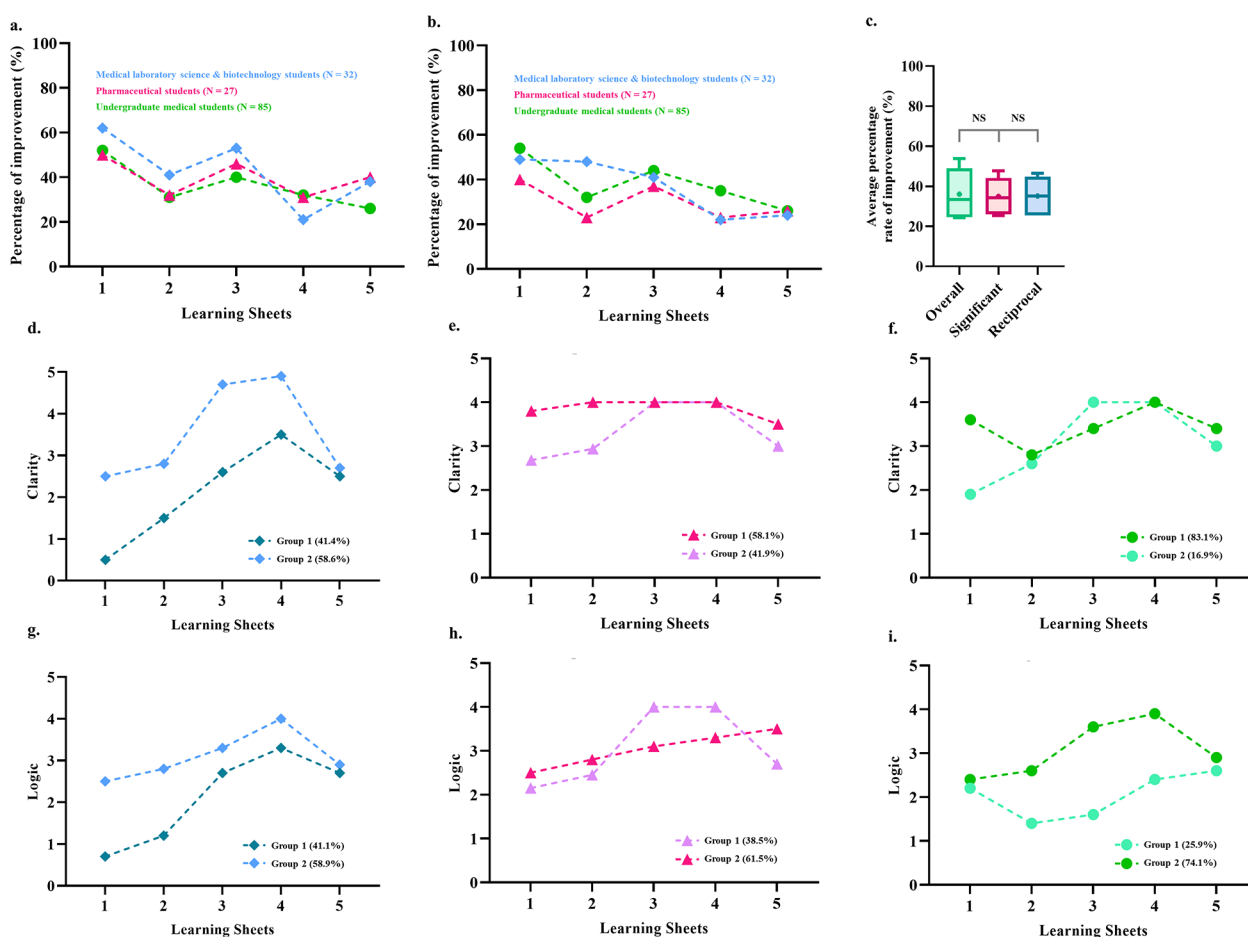 a.
Percentage of improvement (%)
100
80
60
40
20
0
Medical laboratory science & biotechnology students (N = 32)
Pharmaceutical students (N = 27)
Undergraduate medical students (N = 85)
1 2 3 4 5
Learning Sheets
b.
Percentage of improvement (%)
100
80
60
40
20
0
Medical laboratory science & biotechnology students (N = 32)
Pharmaceutical students (N = 27)
Undergraduate medical students (N = 85)
1 2 3 4 5
Learning Sheets
c.
Average percentage
rate of improvement (%)
100
80
60
40
20
0
NS NS
Overall
Significant
Reciprocal
d.
Clarity
5
4
3
2
1
0
Group 1 (41.4%)
Group 2 (58.6%)
1 2 3 4 5
Learning Sheets
e.
Clarity
5
4
3
2
1
0
Group 1 (58.1%)
Group 2 (41.9%)
1 2 3 4 5
Learning Sheets
f.
Clarity
5
4
3
2
1
0
Group 1 (83.1%)
Group 2 (16.9%)
1 2 3 4 5
Learning Sheets
g.
Logic
5
4
3
2
1
0
Group 1 (41.1%)
Group 2 (58.9%)
1 2 3 4 5
Learning Sheets
h.
Logic
5
4
3
2
1
0
Group 1 (38.5%)
Group 2 (61.5%)
1 2 3 4 5
Learning Sheets
i.
Logic
5
4
3
2
1
0
Group 1 (25.9%)
Group 2 (74.1%)
1 2 3 4 5
Learning Sheets